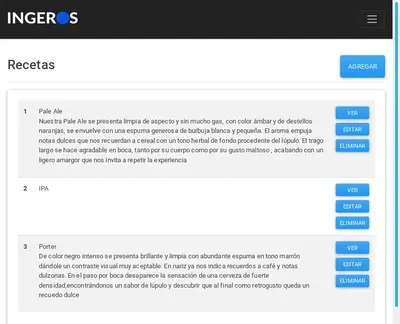 INGEROS
Recetas
AGREGAR
1
Pale Ale
Nuestra Pale Ale se presenta limpia de aspecto y sin mucho gas, con color ámbar y de destellos
naranjas, se envuelve con una espuma generosa de burbuja blanca y pequeña. El aroma empuja
notas dulces que nos recuerdan a cereal con un tono herbal de fondo procedente del lúpulo. El trago
largo se hace agradable en boca, tanto por su cuerpo como por su gusto maltoso , acabando con un
ligero amargor que nos invita a repetir la experiencia
VER
EDITAR
ELIMINAR
2
IPA
VER
EDITAR
ELIMINAR
3
Porter
De color negro intenso se presenta brillante y limpia con abundante espuma en tono marrón
dándole un contraste visual muy aceptable. En nariz ya nos indica recuerdos a café y notas
dulzonas. En el paso por boca desaparece la sensación de una cerveza de fuerte
densidad,encontrándonos un sabor de lúpulo y descubrir que al final como retrogusto queda un
recuedo dulce
VER
EDITAR
ELIMINAR